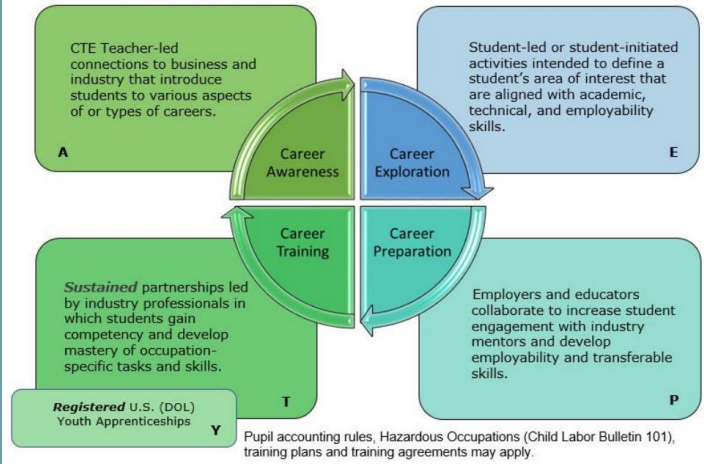 CTE Teacher-led
connections to business and
industry that introduce
students to various aspects
of or types of careers.
A
Student-led or student-initiated
activities intended to define a
student's area of interest that
are aligned with academic,
technical, and employability
skills.
E
Career
Awareness
Career
Exploration
Career
Training
Career
Preparation
Sustained partnerships led
by industry professionals in
which students gain
competency and develop
mastery of occupation-
specific tasks and skills.
T
Registered U.S. (DOL)
Youth Apprenticeships
Y
Employers and educators
collaborate to increase student
engagement with industry
mentors and develop
employability and transferable
skills.
P
Pupil accounting rules, Hazardous Occupations (Child Labor Bulletin 101),
training plans and training agreements may apply.